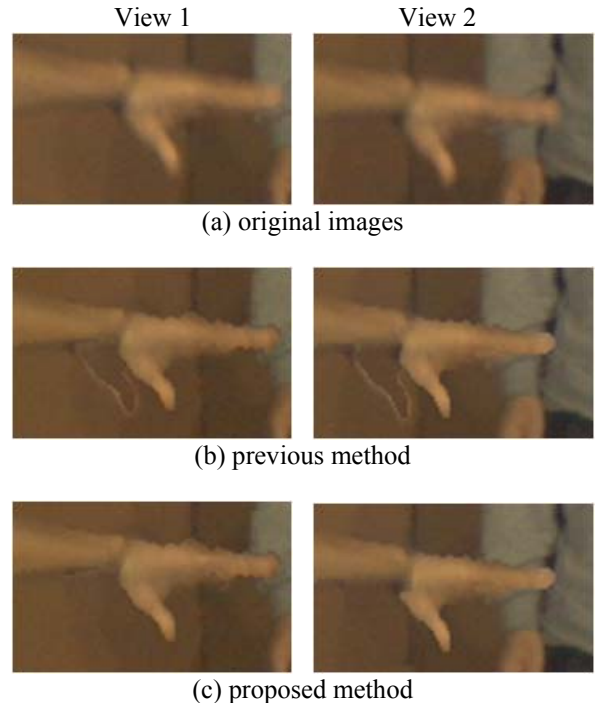 View 1 View 2
(a) original images
(b) previous method
(c) proposed method